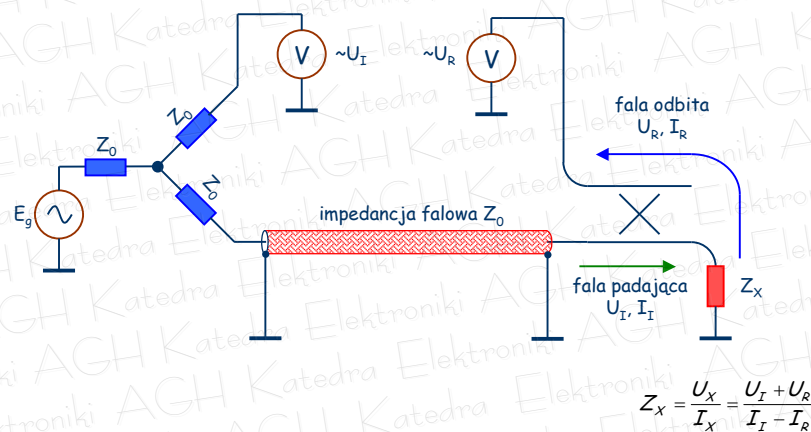 V
~U_I
~U_R
V
Z_0
Z_0
Z_0
E_g
impedancja falowa Z_0
fala odbita
U_R, I_R
fala padająca
U_I, I_I
Z_X
Z_X = U_X / I_X = (U_I + U_R) / (I_I - I_R)
AGH Katedra Elektroniki